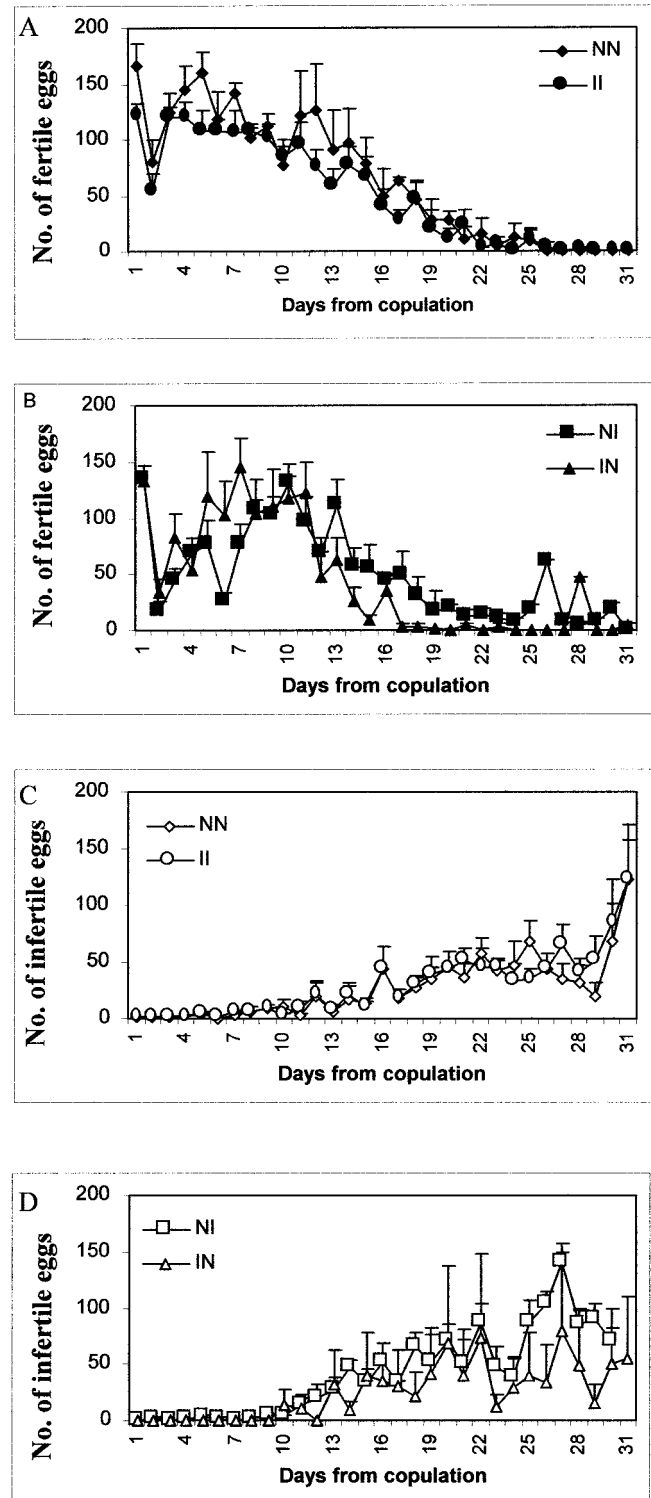 A
200
150
100
50
0
No. of fertile eggs
NN
II
1 4 7 10 13 16 19 22 25 28 31
Days from copulation
B
200
150
100
50
0
No. of fertile eggs
NI
IN
1 4 7 10 13 16 19 22 25 28 31
Days from copulation
C
200
150
100
50
0
No. of infertile eggs
NN
II
1 4 7 10 13 16 19 22 25 28 31
Days from copulation
D
200
150
100
50
0
No. of infertile eggs
NI
IN
1 4 7 10 13 16 19 22 25 28 31
Days from copulation